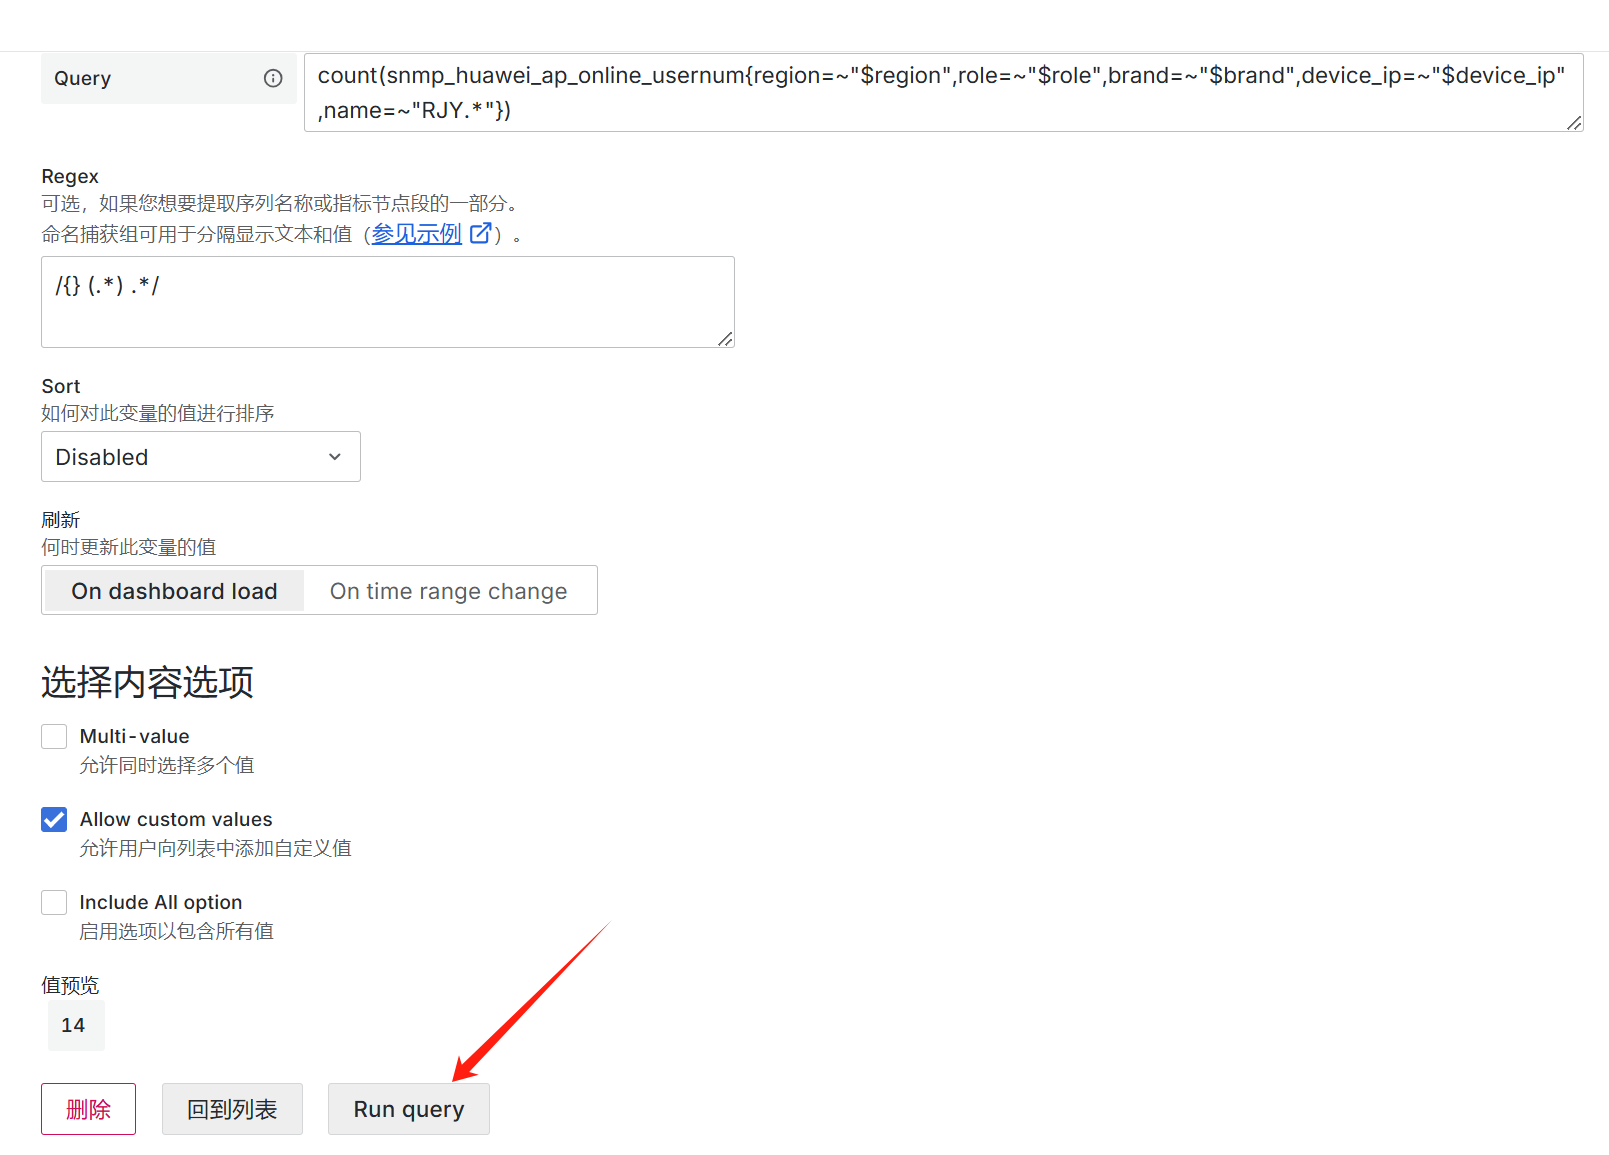 Query
count(snmp_huawei_ap_online_usernum{region=~"$region",role=~"$role",brand=~"$brand",device_ip=~"$device_ip"
,name=~"RJY.*"})
Regex
可选，如果您想要提取序列名称或指标节点段的一部分。
命名捕获组可用于分隔显示文本和值（参见示例）。
/{} (.*) .*/
Sort
如何对此变量的值进行排序
Disabled
刷新
何时更新此变量的值
On dashboard load On time range change
选择内容选项
Multi-value
允许同时选择多个值
Allow custom values
允许用户向列表中添加自定义值
Include All option
启用选项以包含所有值
值预览
14
删除 回到列表 Run query